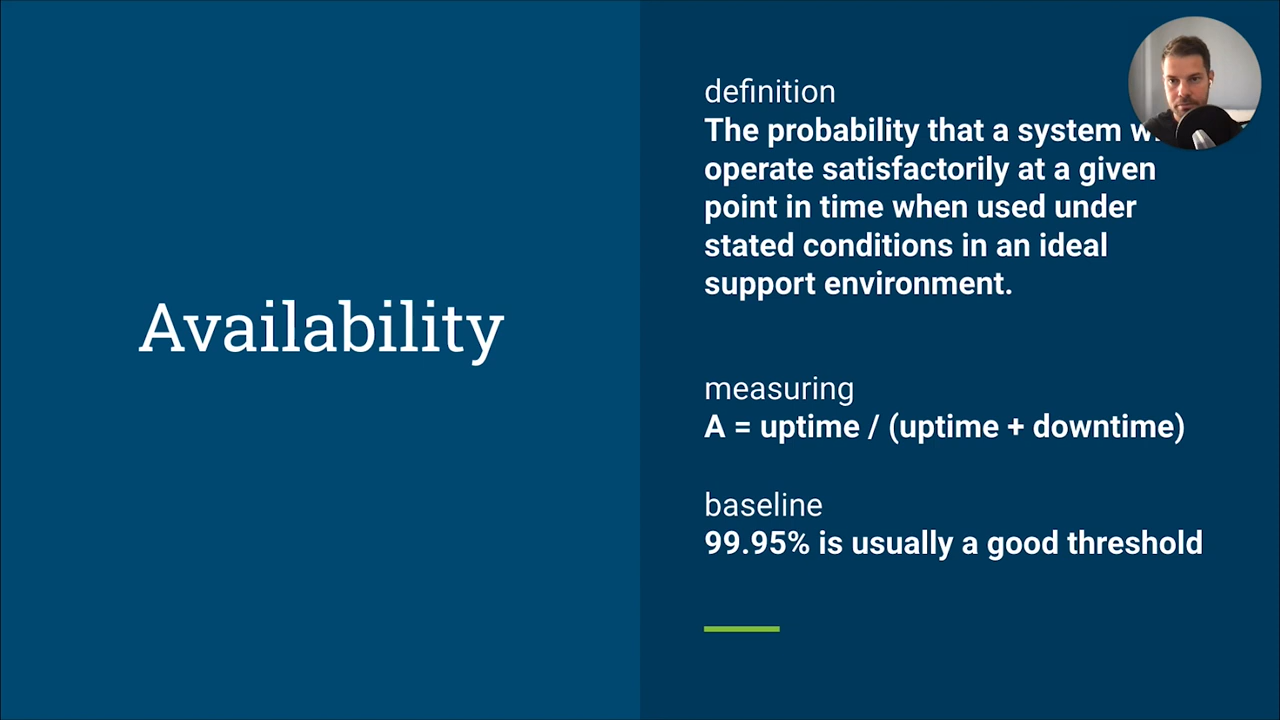 Availability
definition
The probability that a system
operate satisfactorily at a given
point in time when used under
stated conditions in an ideal
support environment.
measuring
A = uptime / (uptime + downtime)
baseline
99.95% is usually a good threshold